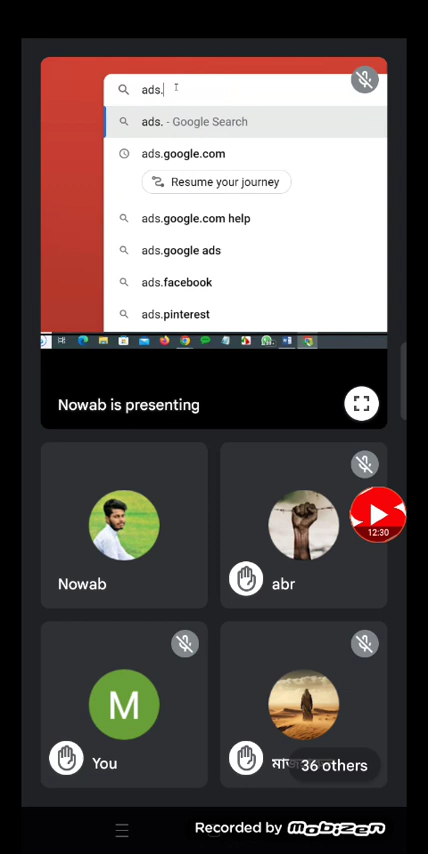 ads.
ads. - Google Search
ads.google.com
Resume your journey
ads.google.com help
ads.google ads
ads.facebook
ads.pinterest
Nowab is presenting
Nowab
abr
12:30
M
You
36 others
Recorded by mobizen